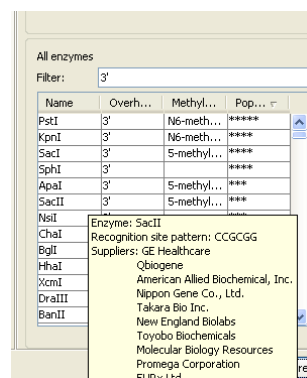 All enzymes
Filter: 3'
Name Overh... Methyl... Pop...
PstI 3' N6-meth... *****
KpnI 3' N6-meth... ****
SacI 3' 5-methyl... ****
SphI 3' ****
ApaI 3' 5-methyl... ***
SacII 3' 5-methyl... ***
NsiI
ChaI
BglI
HhaI
XcmI
DraIII
BanII
Enzyme: SacII
Recognition site pattern: CCGCGG
Suppliers: GE Healthcare
Qbiogene
American Allied Biochemical, Inc.
Nippon Gene Co., Ltd.
Takara Bio Inc.
New England Biolabs
Toyobo Biochemicals
Molecular Biology Resources
Promega Corporation